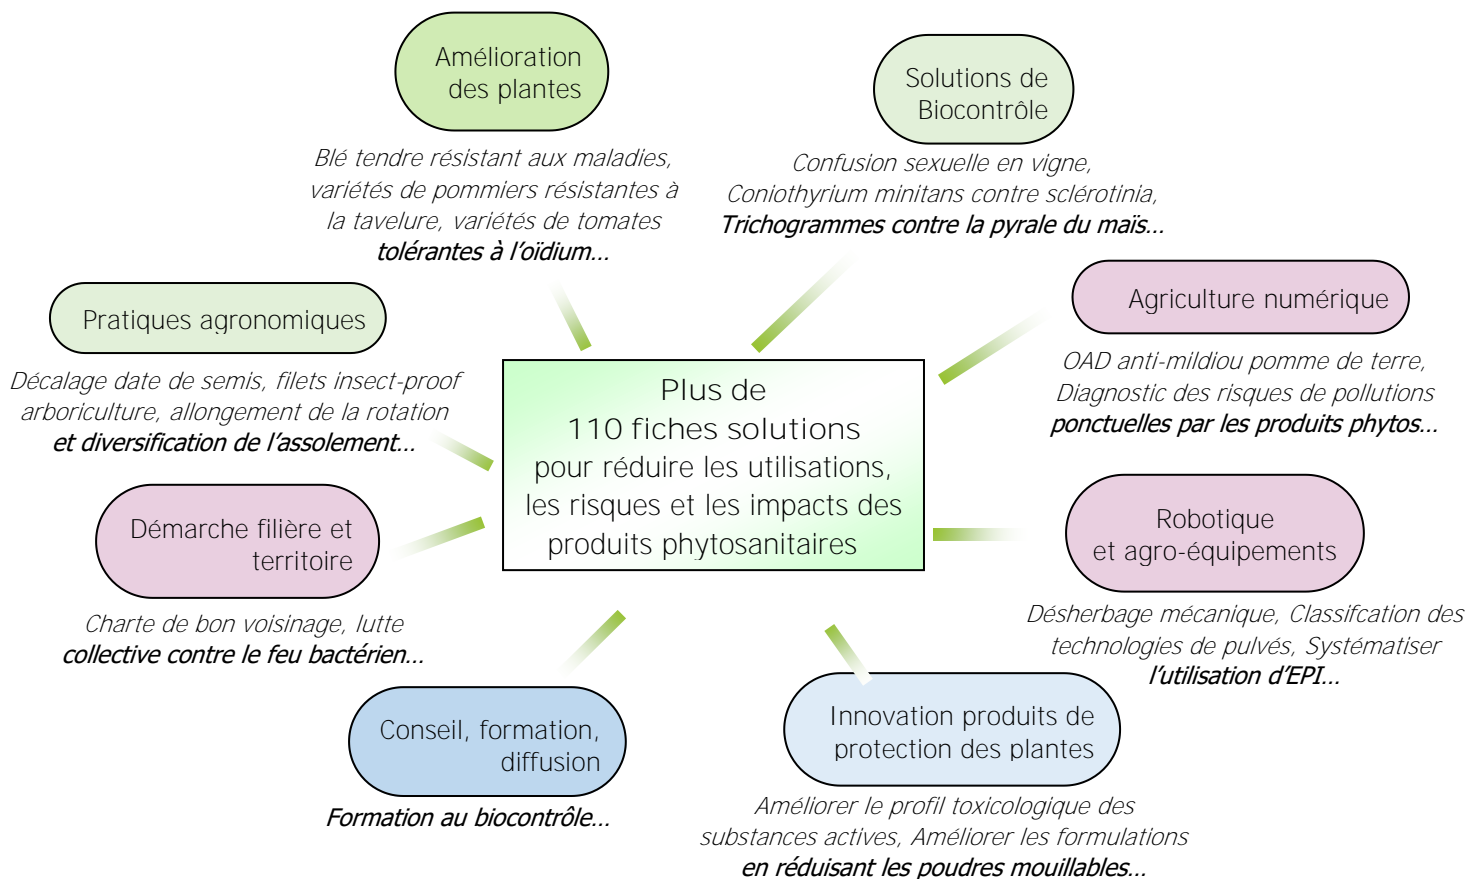 Amélioration
des plantes
Blé tendre résistant aux maladies,
variétés de pommiers résistantes à
la tavelure, variétés de tomates
tolérantes à l'oïdium...
Solutions de
Biocontrôle
Confusion sexuelle en vigne,
Coniothyrium minitans contre sclérotinia,
Trichogrammes contre la pyrale du maïs...
Pratiques agronomiques
Décalage date de semis, filets insect-proof
arboriculture, allongement de la rotation
et diversification de l'assolement...
Agriculture numérique
OAD anti-mildiou pomme de terre,
Diagnostic des risques de pollutions
ponctuelles par les produits phytos...
Plus de
110 fiches solutions
pour réduire les utilisations,
les risques et les impacts des
produits phytosanitaires
Démarche filière et
territoire
Charte de bon voisinage, lutte
collective contre le feu bactérien...
Robotique
et agro-équipements
Désherbage mécanique, Classifcation des
technologies de pulvés, Systématiser
l'utilisation d'EPI...
Conseil, formation,
diffusion
Formation au biocontrôle...
Innovation produits de
protection des plantes
Améliorer le profil toxicologique des
substances actives, Améliorer les formulations
en réduisant les poudres mouillables...